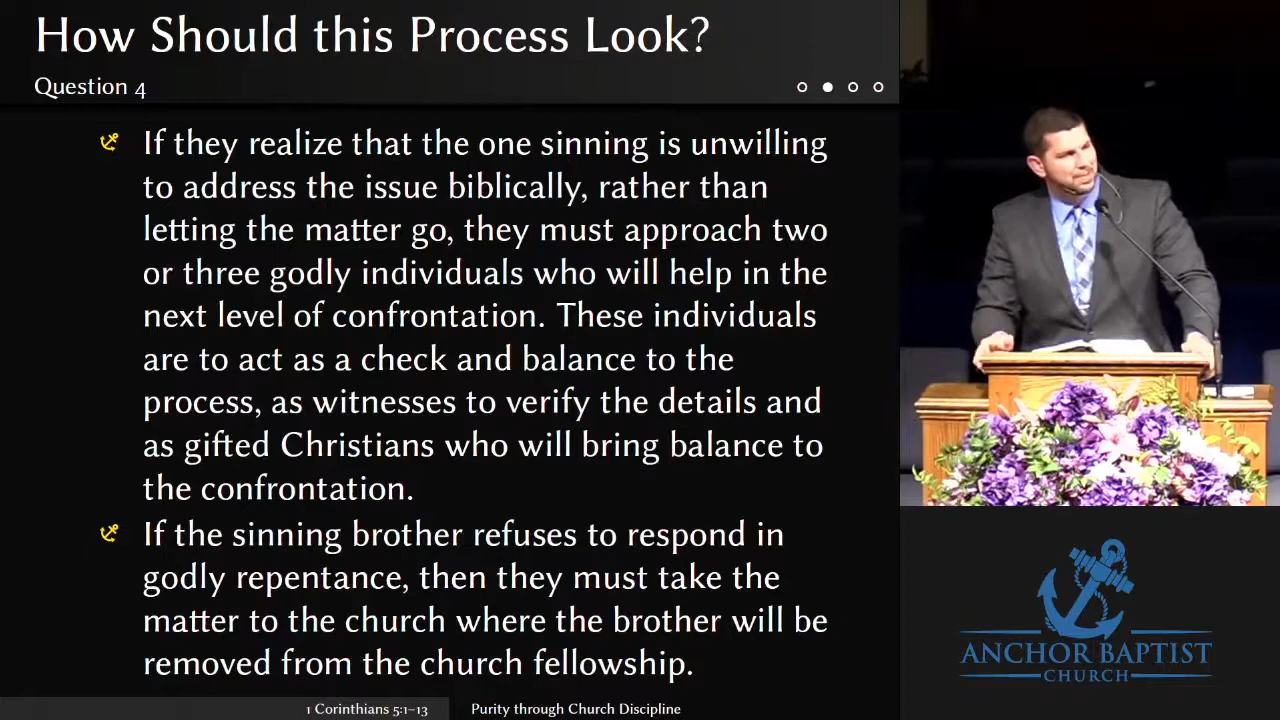 How Should this Process Look?
Question 4
If they realize that the one sinning is unwilling
to address the issue biblically, rather than
letting the matter go, they must approach two
or three godly individuals who will help in the
next level of confrontation. These individuals
are to act as a check and balance to the
process, as witnesses to verify the details and
as gifted Christians who will bring balance to
the confrontation.
If the sinning brother refuses to respond in
godly repentance, then they must take the
matter to the church where the brother will be
removed from the church fellowship.
1 Corinthians 5:1–13
Purity through Church Discipline
ANCHOR BAPTIST
CHURCH